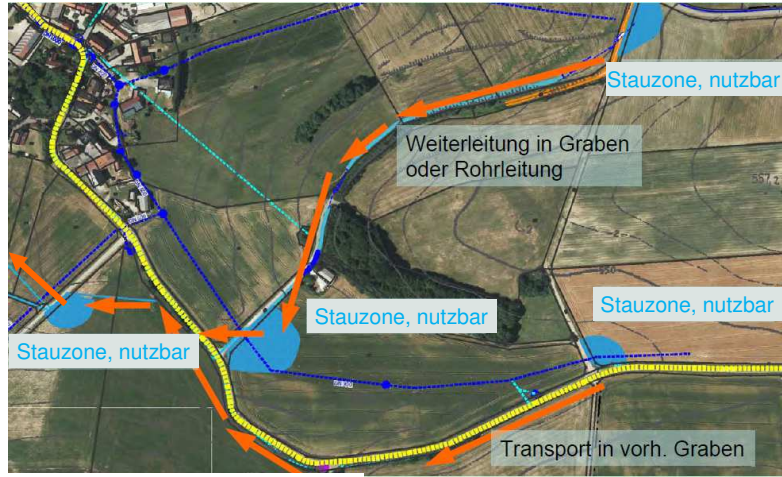 Stauzone, nutzbar
Weiterleitung in Graben
oder Rohrleitung
Stauzone, nutzbar
Stauzone, nutzbar
Stauzone, nutzbar
Transport in vorh. Graben